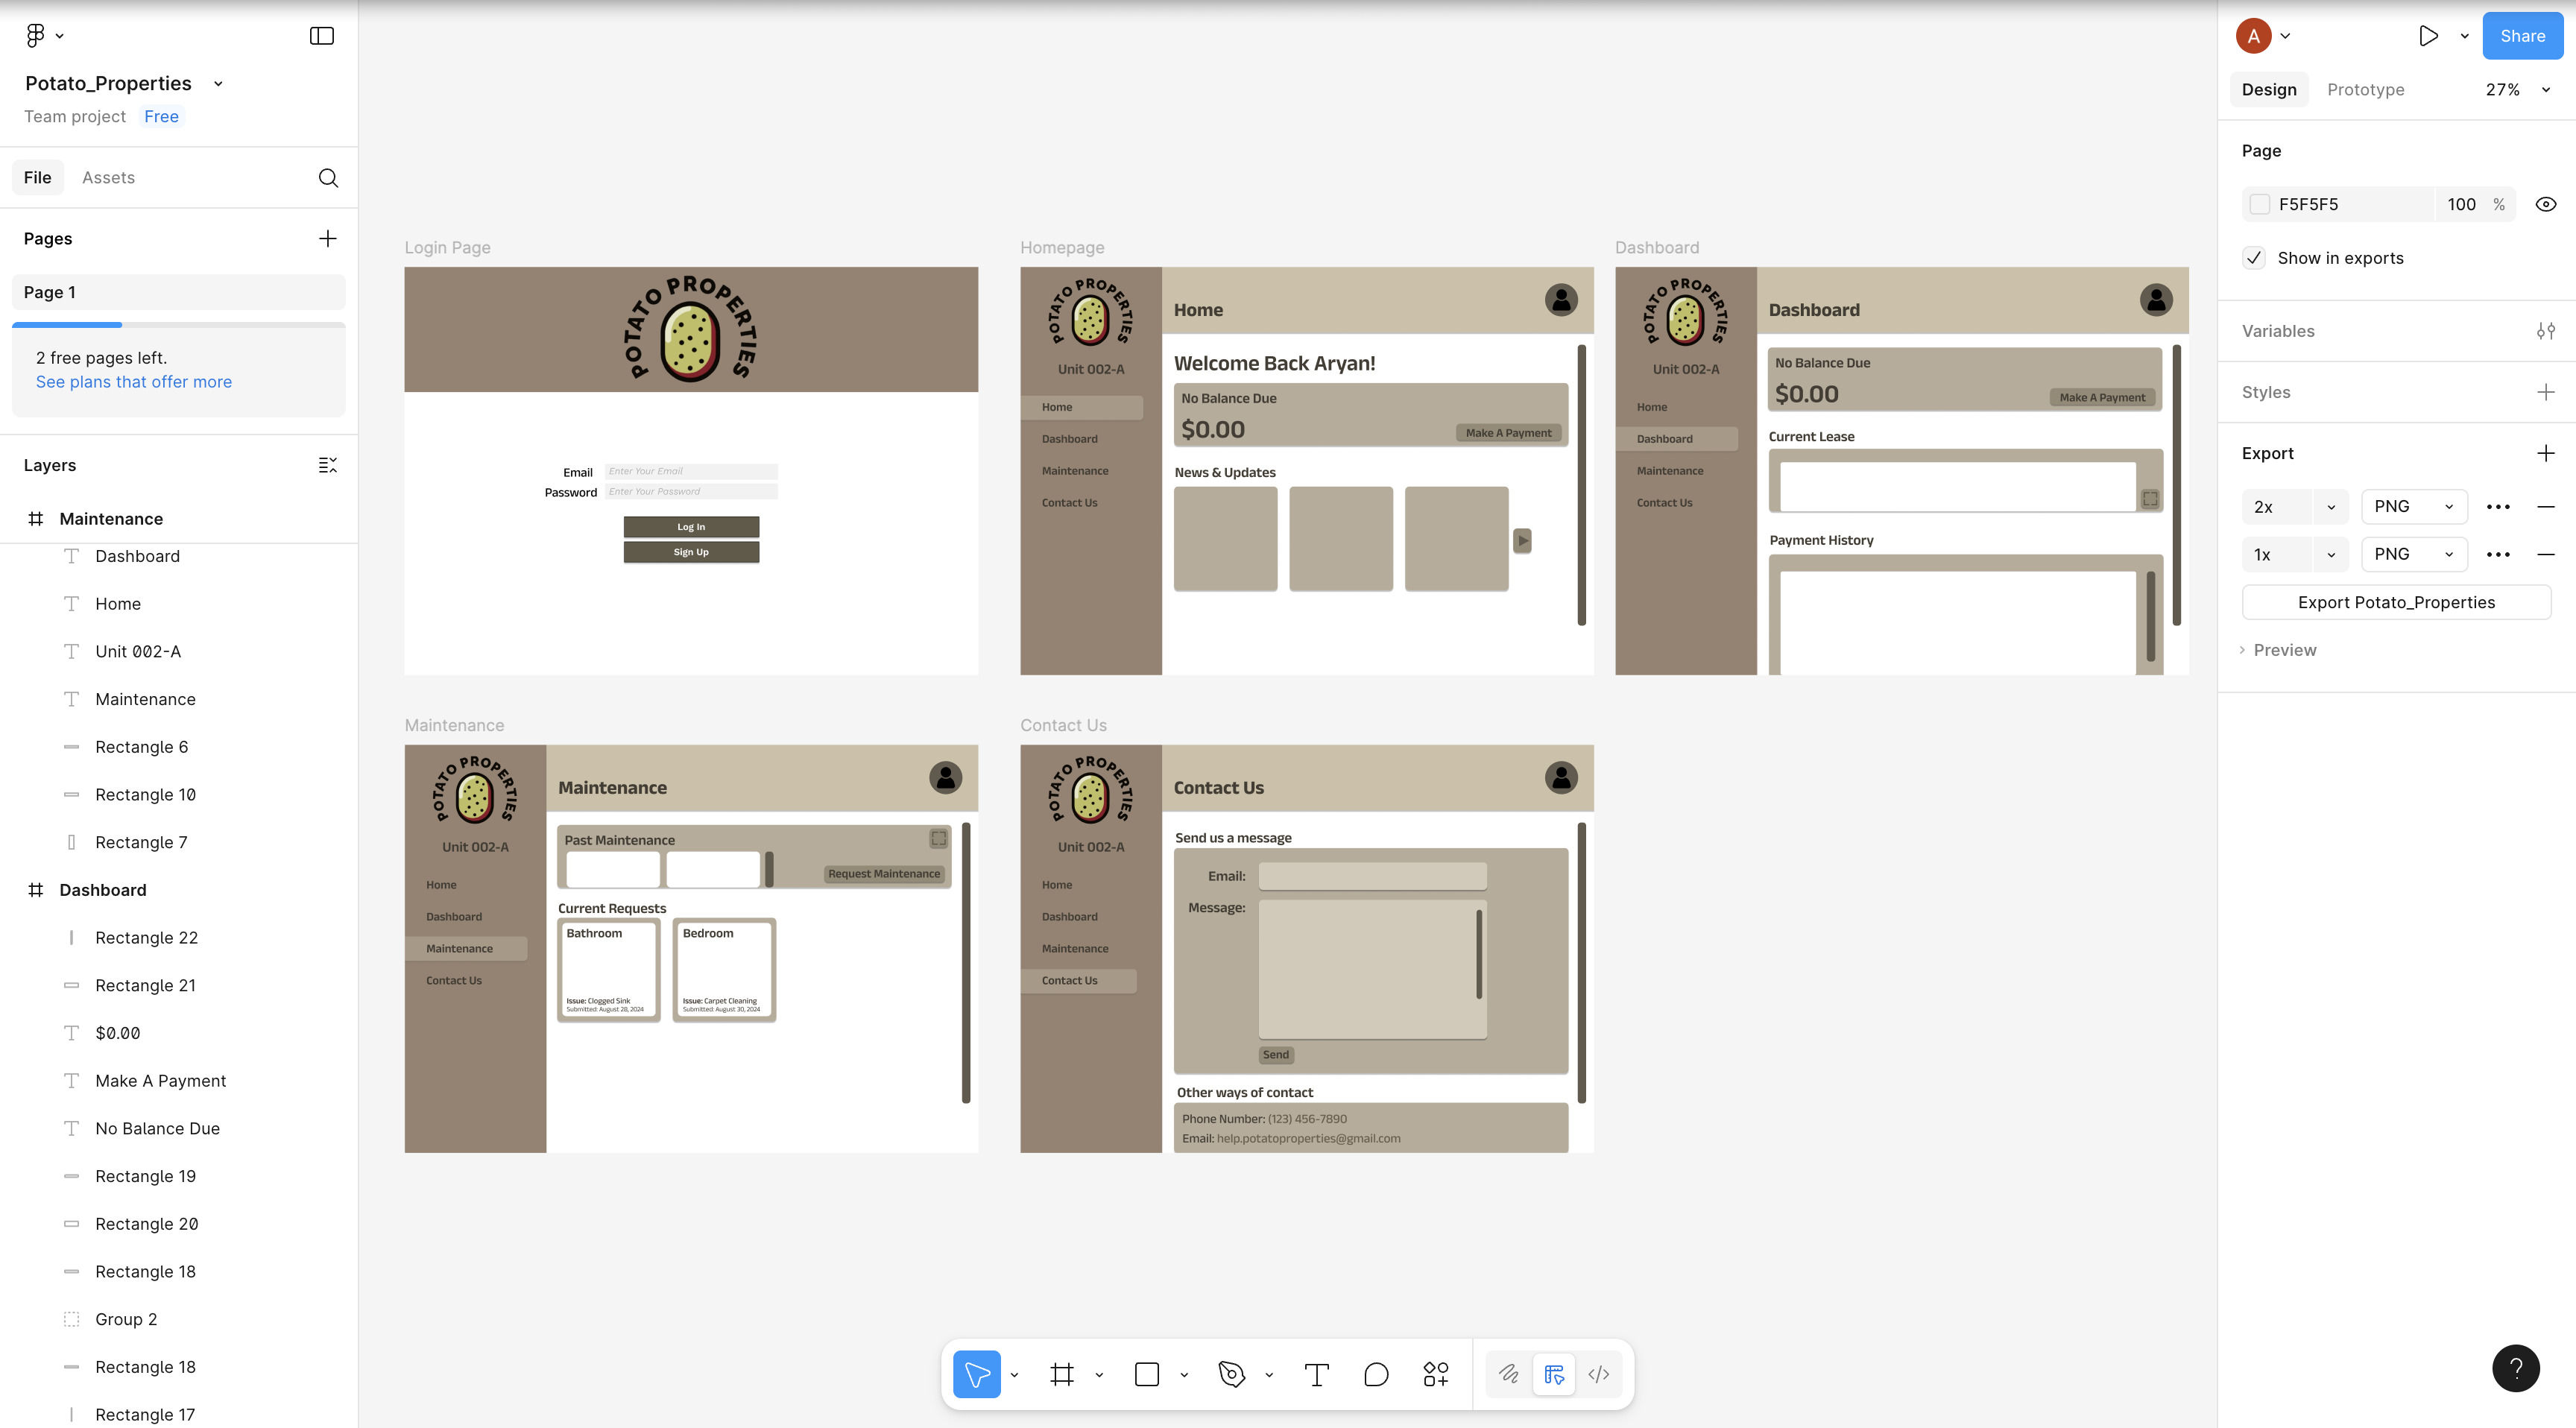 Potato_Properties
Team project Free
File Assets
Pages
Page 1
2 free pages left.
See plans that offer more
Layers
Maintenance
Dashboard
Home
Unit 002-A
Maintenance
Rectangle 6
Rectangle 10
Rectangle 7
Dashboard
Rectangle 22
Rectangle 21
$0.00
Make A Payment
No Balance Due
Rectangle 19
Rectangle 20
Rectangle 18
Group 2
Rectangle 18
Rectangle 17
Login Page
POTATO PROPERTIES
Email Enter Your Email
Password Enter Your Password
Log In
Sign Up
Homepage
POTATO PROPERTIES
Unit 002-A
Home
Dashboard
Maintenance
Contact Us
Home
Welcome Back Aryan!
No Balance Due
$0.00
Make A Payment
News & Updates
Dashboard
POTATO PROPERTIES
Unit 002-A
Home
Dashboard
Maintenance
Contact Us
Dashboard
No Balance Due
$0.00
Make A Payment
Current Lease
Payment History
Maintenance
POTATO PROPERTIES
Unit 002-A
Home
Dashboard
Maintenance
Contact Us
Maintenance
Past Maintenance
Request Maintenance
Current Requests
Bathroom
Issue: Clogged Sink
Submitted: August 28, 2024
Bedroom
Issue: Carpet Cleaning
Submitted: August 30, 2024
Contact Us
POTATO PROPERTIES
Unit 002-A
Home
Dashboard
Maintenance
Contact Us
Contact Us
Send us a message
Email:
Message:
Send
Other ways of contact
Phone Number: (123) 456-7890
Email: help.potatoproperties@gmail.com
A
Share
Design Prototype 27%
Page
F5F5F5 100 %
Show in exports
Variables
Styles
Export
2x PNG
1x PNG
Export Potato_Properties
Preview
?